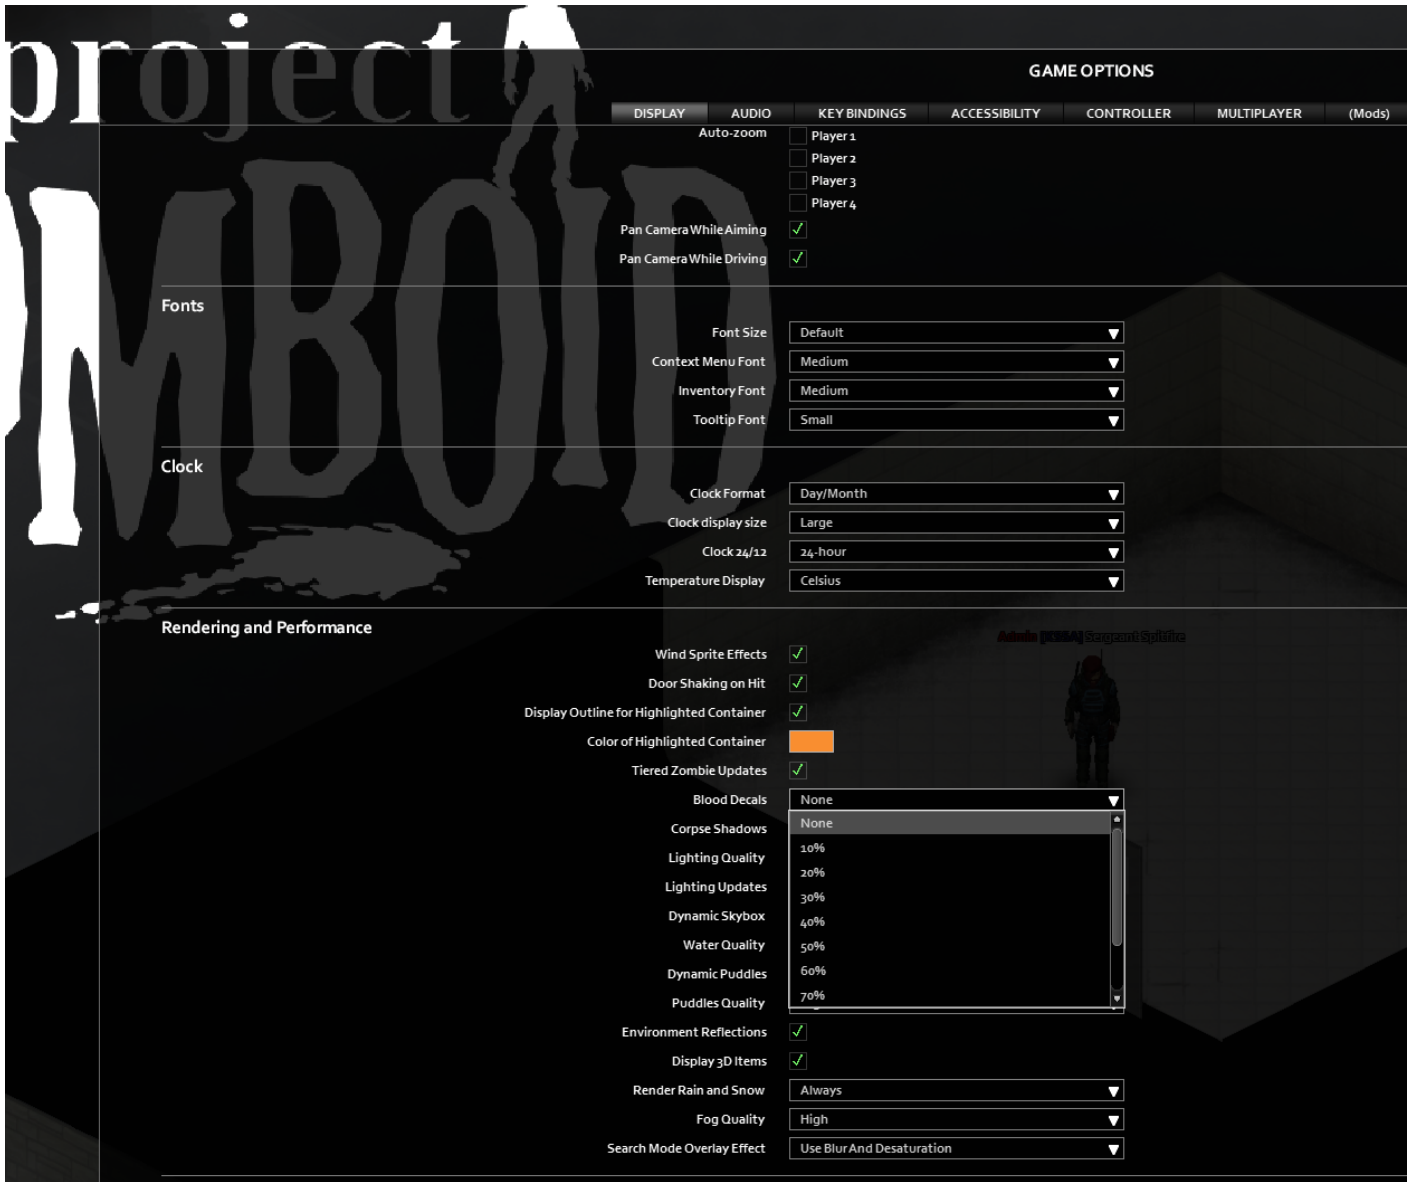 project
OMBOID
GAME OPTIONS
DISPLAY AUDIO KEY BINDINGS ACCESSIBILITY CONTROLLER MULTIPLAYER (Mods)
Auto-zoom Player 1
Player 2
Player 3
Player 4
Pan Camera While Aiming
Pan Camera While Driving
Fonts
Font Size Default
Context Menu Font Medium
Inventory Font Medium
Tooltip Font Small
Clock
Clock Format Day/Month
Clock display size Large
Clock 24/12 24-hour
Temperature Display Celsius
Rendering and Performance
Admin Sergeant Spitfire
Wind Sprite Effects
Door Shaking on Hit
Display Outline for Highlighted Container
Color of Highlighted Container
Tiered Zombie Updates
Blood Decals None
None
Corpse Shadows
10%
Lighting Quality
20%
Lighting Updates
30%
Dynamic Skybox
40%
Water Quality
50%
Dynamic Puddles
60%
Puddles Quality
70%
Environment Reflections
Display 3D Items
Render Rain and Snow Always
Fog Quality High
Search Mode Overlay Effect Use Blur And Desaturation